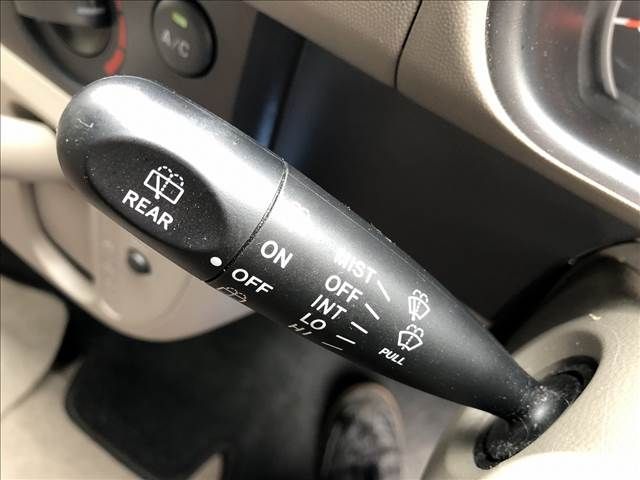 A/C
REAR
ON
OFF
MIST
OFF
INT
LO
HI
PULL